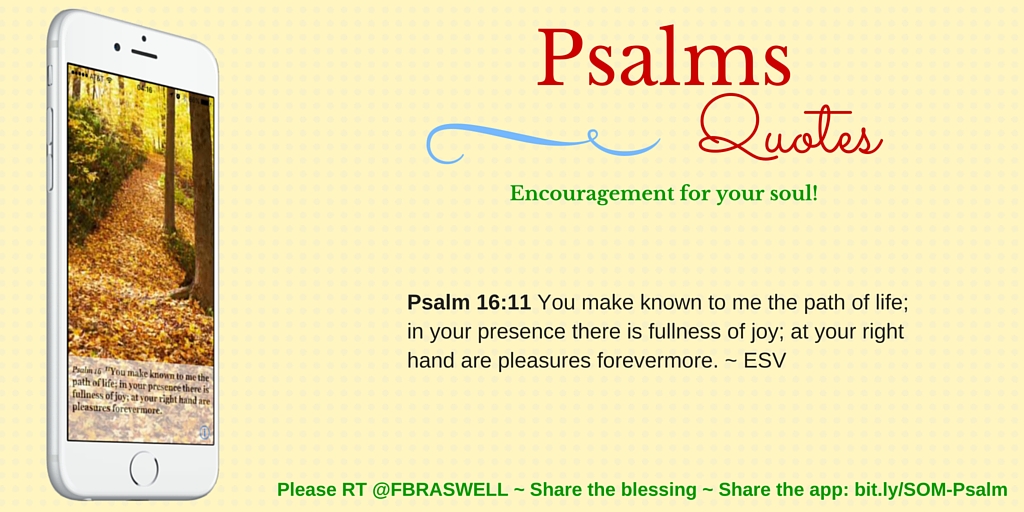 Psalms
Quotes
Encouragement for your soul!
Psalm 16:11 You make known to me the path of life;
in your presence there is fullness of joy; at your right
hand are pleasures forevermore. ~ ESV
AT&T
Psalm 16 11You make known to me the
path of life; in your presence there is
fullness of joy; at your right hand are
pleasures forevermore.
Please RT @FBRASWELL ~ Share the blessing ~ Share the app: bit.ly/SOM-Psalm